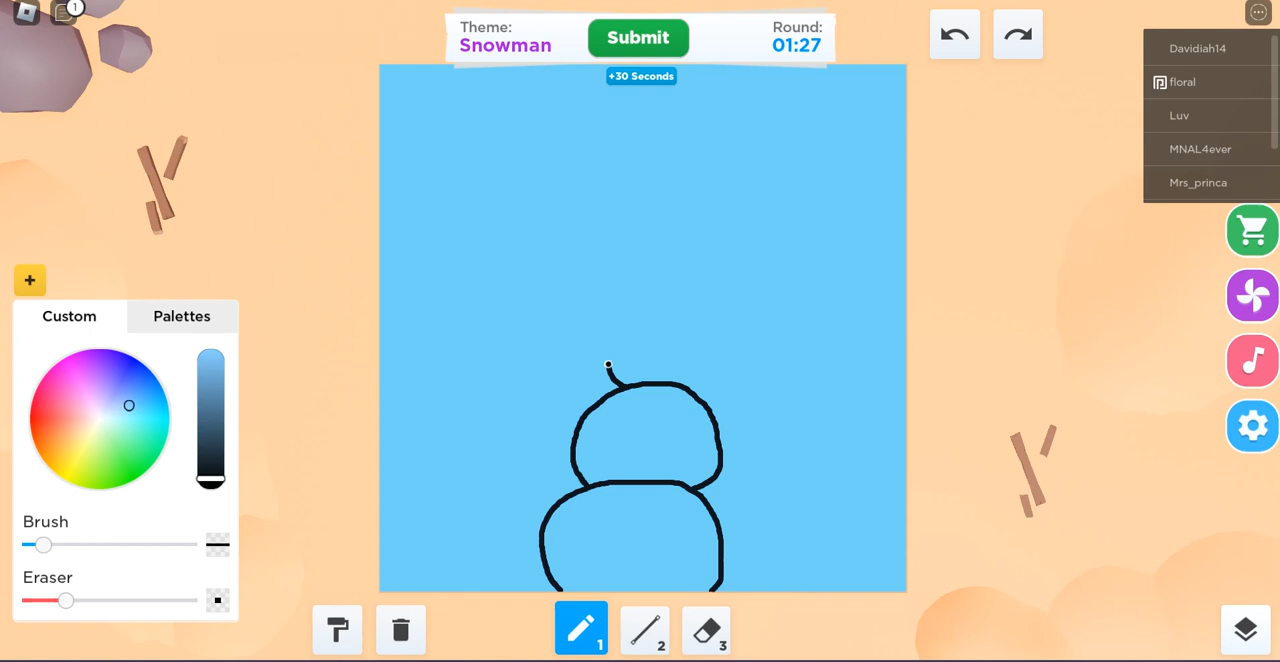 1
Theme:
Snowman
Submit
Round:
01:27
+30 Seconds
Davidiah14
floral
Luv
MNAL4ever
Mrs_princa
+
Custom
Palettes
Brush
Eraser
1
2
3